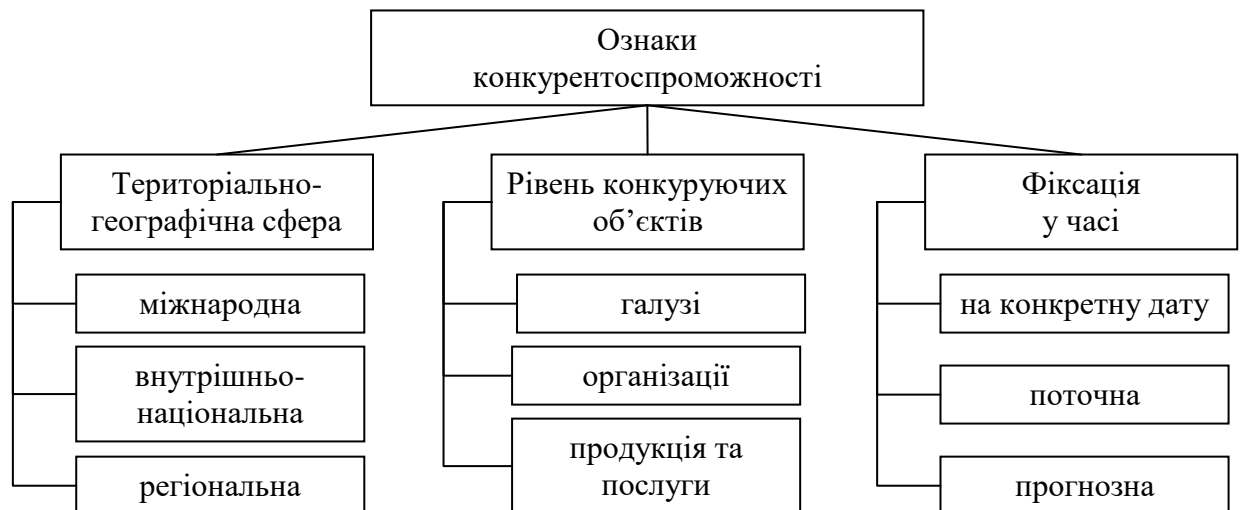 Ознаки
конкурентоспроможності
Територіально-
географічна сфера
міжнародна
внутрішньо-
національна
регіональна
Рівень конкуруючих
об’єктів
галузі
організації
продукція та
послуги
Фіксація
у часі
на конкретну дату
поточна
прогнозна